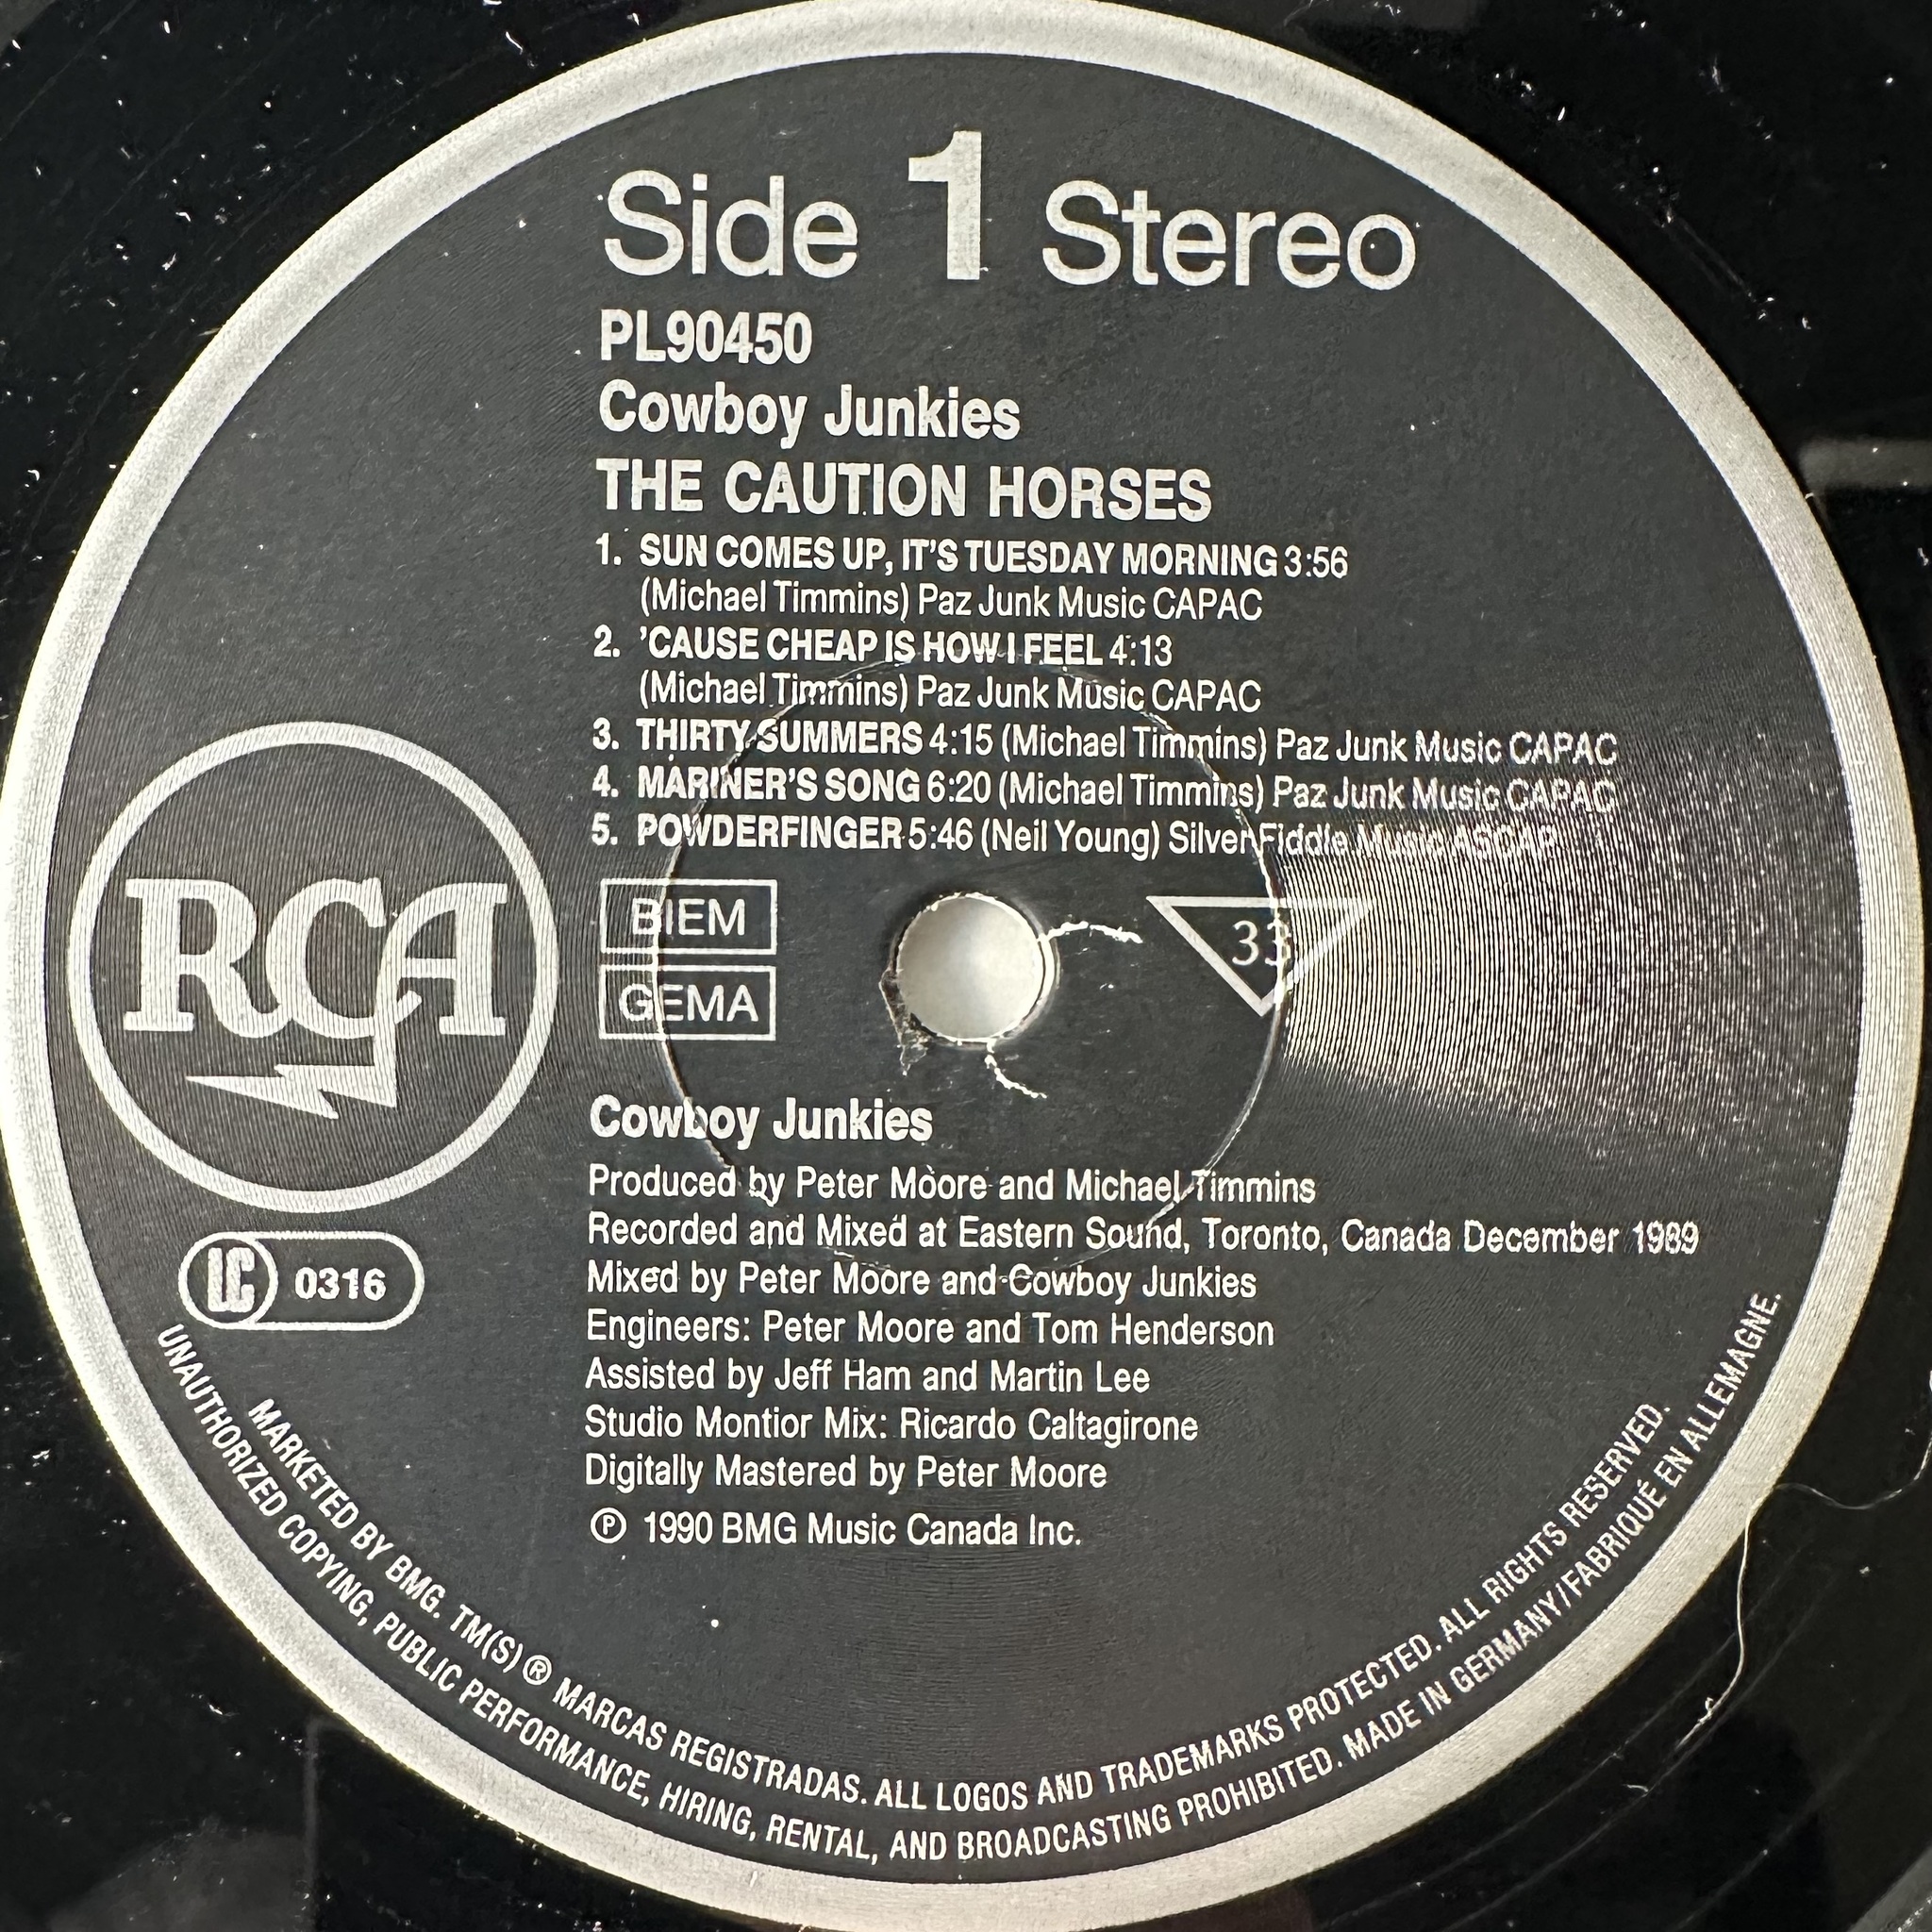 Side 1 Stereo
PL90450
Cowboy Junkies
THE CAUTION HORSES
1. SUN COMES UP, IT'S TUESDAY MORNING 3:56
(Michael Timmins) Paz Junk Music CAPAC
2. 'CAUSE CHEAP IS HOW I FEEL 4:13
(Michael Timmins) Paz Junk Music CAPAC
3. THIRTY SUMMERS 4:15 (Michael Timmins) Paz Junk Music CAPAC
4. MARINER'S SONG 6:20 (Michael Timmins) Paz Junk Music CAPAC
5. POWDERFINGER 5:46 (Neil Young) Silver Fiddle Music ASCAP
BIEM
GEMA
33
RCA
Cowboy Junkies
Produced by Peter Moore and Michael Timmins
Recorded and Mixed at Eastern Sound, Toronto, Canada December 1989
Mixed by Peter Moore and Cowboy Junkies
Engineers: Peter Moore and Tom Henderson
Assisted by Jeff Ham and Martin Lee
Studio Montior Mix: Ricardo Caltagirone
Digitally Mastered by Peter Moore
℗ 1990 BMG Music Canada Inc.
LC 0316
MARKETED BY BMG. TM(S) ® MARCAS REGISTRADAS. ALL LOGOS AND TRADEMARKS PROTECTED. ALL RIGHTS RESERVED.
UNAUTHORIZED COPYING, PUBLIC PERFORMANCE, HIRING, RENTAL, AND BROADCASTING PROHIBITED. MADE IN GERMANY/FABRIQUÉ EN ALLEMAGNE.